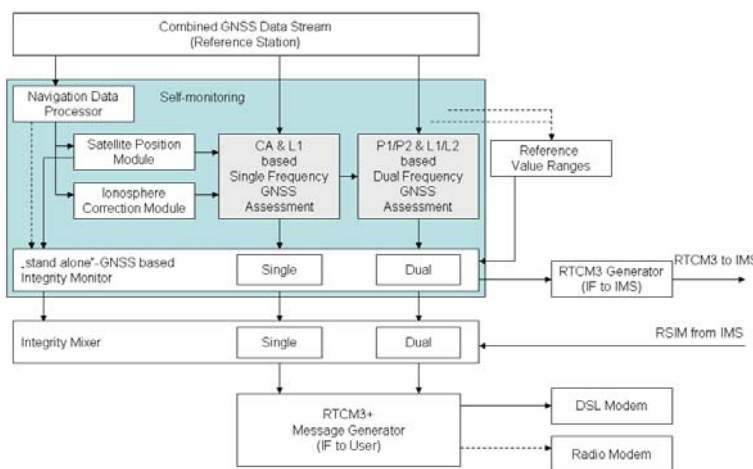 Combined GNSS Data Stream
(Reference Station)
Self-monitoring
Navigation Data
Processor
Satellite Position
Module
Ionosphere
Correction Module
CA & L1
based
Single Frequency
GNSS
Assessment
P1/P2 & L1/L2
based
Dual Frequency
GNSS
Assessment
Reference
Value Ranges
„stand alone"-GNSS based
Integrity Monitor
Single
Dual
RTCM3 Generator
(IF to IMS)
RTCM3 to IMS
Integrity Mixer
Single
Dual
RSIM from IMS
RTCM3+
Message Generator
(IF to User)
DSL Modem
Radio Modem